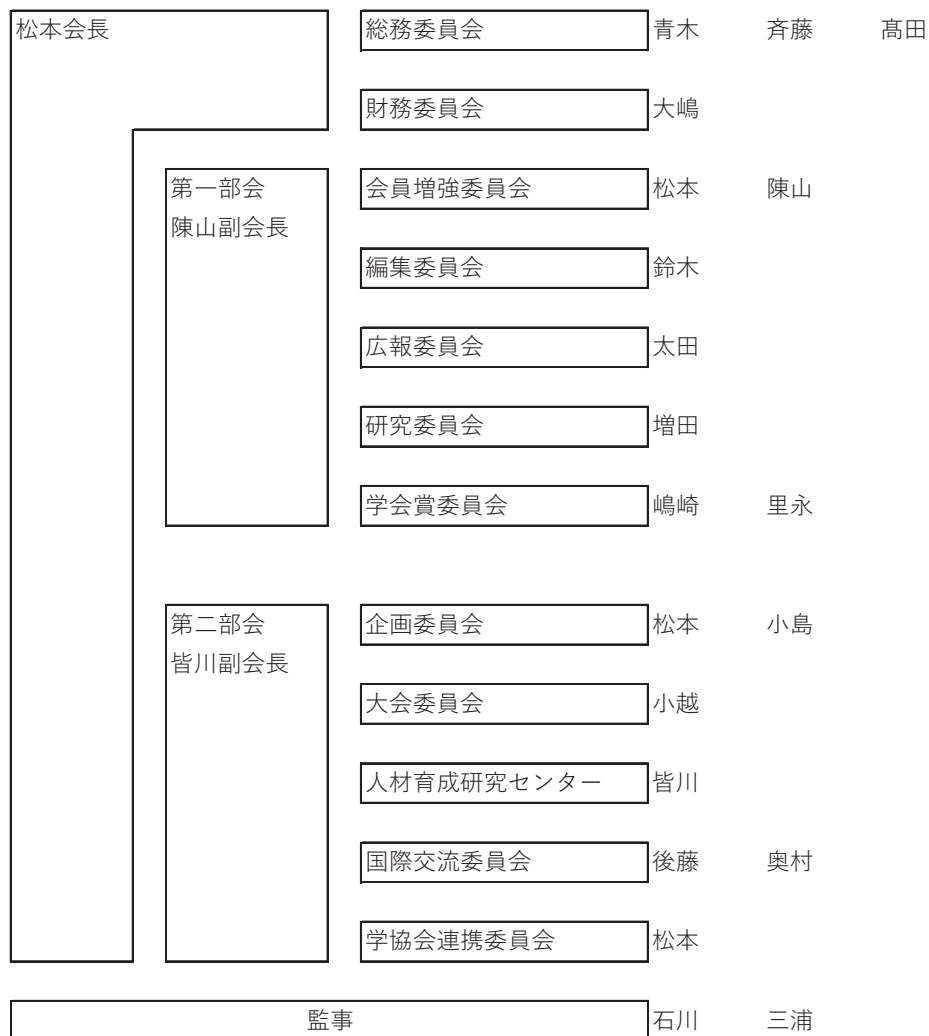 松本会長 総務委員会 青木 斉藤 髙田
財務委員会 大嶋
第一部会 会員増強委員会 松本 陳山
陳山副会長
編集委員会 鈴木
広報委員会 太田
研究委員会 増田
学会賞委員会 嶋崎 里永
第二部会 企画委員会 松本 小島
皆川副会長
大会委員会 小越
人材育成研究センター 皆川
国際交流委員会 後藤 奥村
学協会連携委員会 松本
監事 石川 三浦